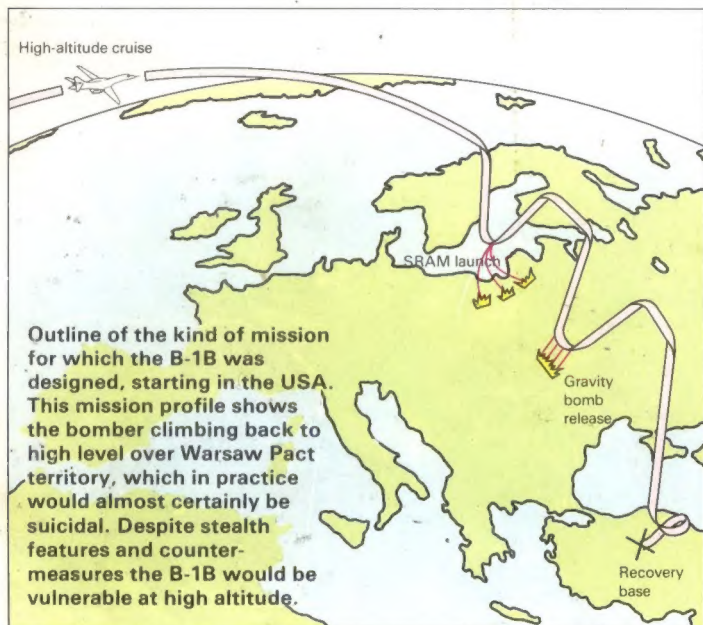 High-altitude cruise
SRAM launch
Outline of the kind of mission
for which the B-1B was
designed, starting in the USA.
This mission profile shows
the bomber climbing back to
high level over Warsaw Pact
territory, which in practice
would almost certainly be
suicidal. Despite stealth
features and counter-
measures the B-1B would be
vulnerable at high altitude.
Gravity
bomb
release
Recovery
base